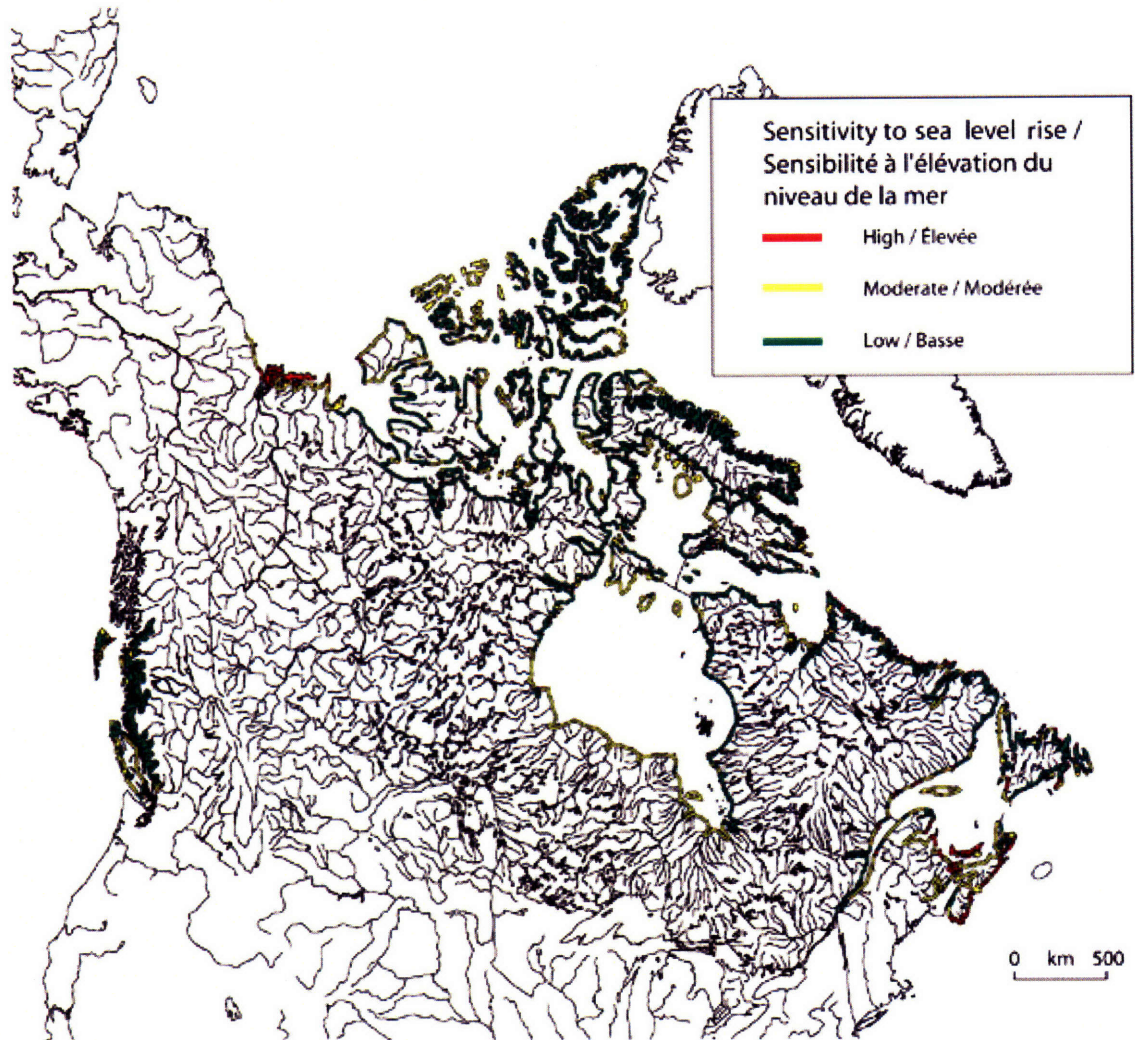 Sensitivity to sea level rise /
Sensibilité à l'élévation du
niveau de la mer
High / Élevée
Moderate / Modérée
Low / Basse
0 km 500